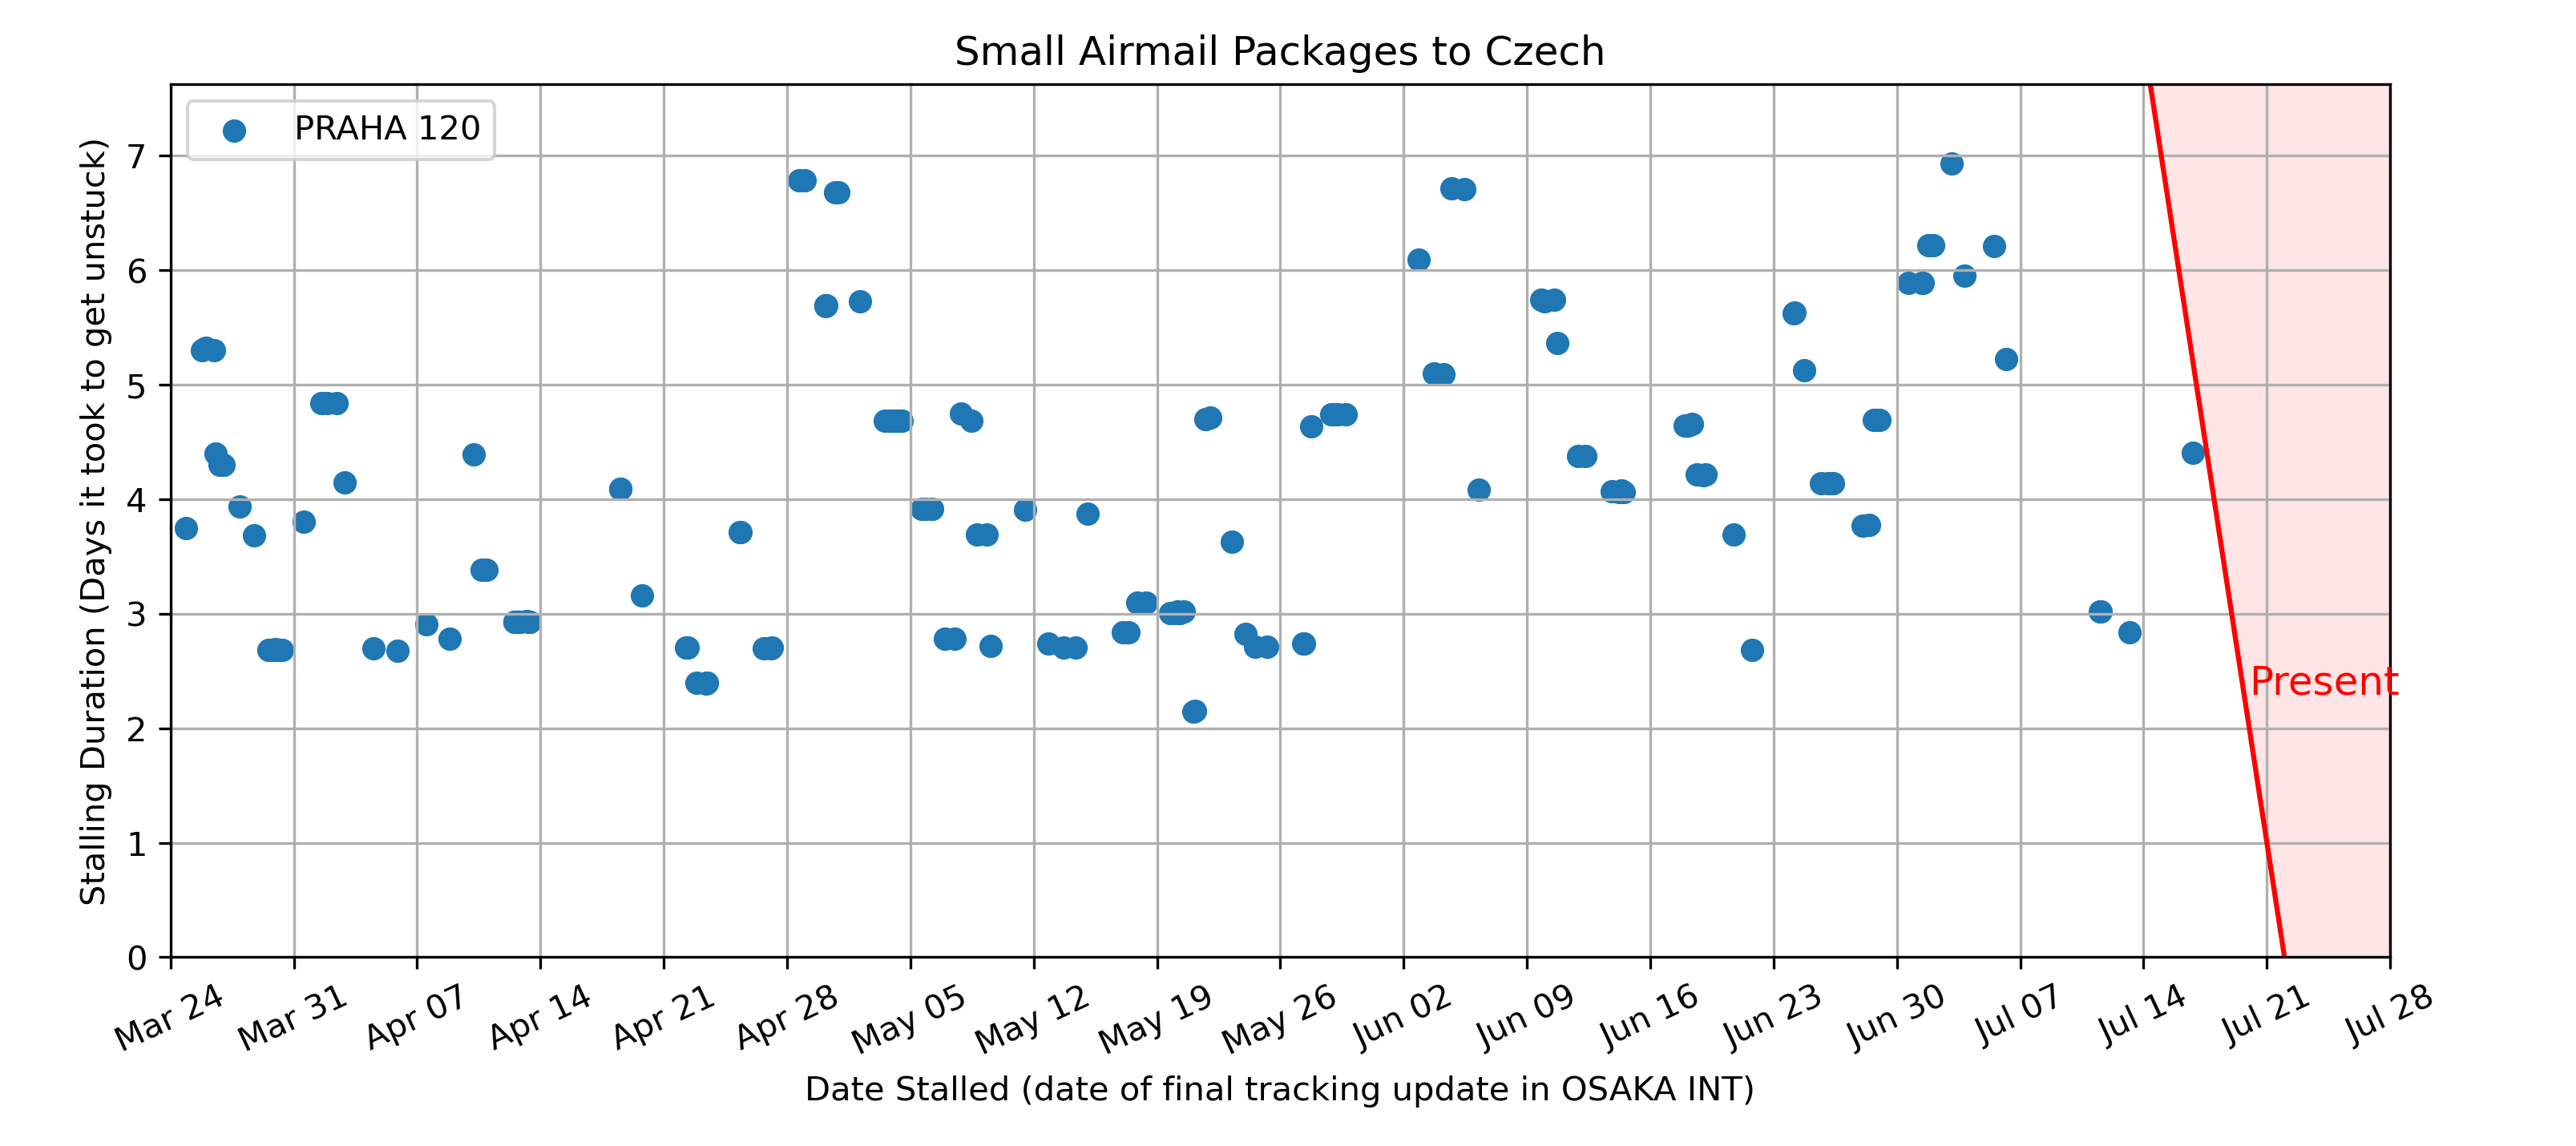 Small Airmail Packages to Czech
PRAHA 120
Stalling Duration (Days it took to get unstuck)
7
6
5
4
3
2
1
0
Present
Mar 24
Mar 31
Apr 07
Apr 14
Apr 21
Apr 28
May 05
May 12
May 19
May 26
Jun 02
Jun 09
Jun 16
Jun 23
Jun 30
Jul 07
Jul 14
Jul 21
Jul 28
Date Stalled (date of final tracking update in OSAKA INT)